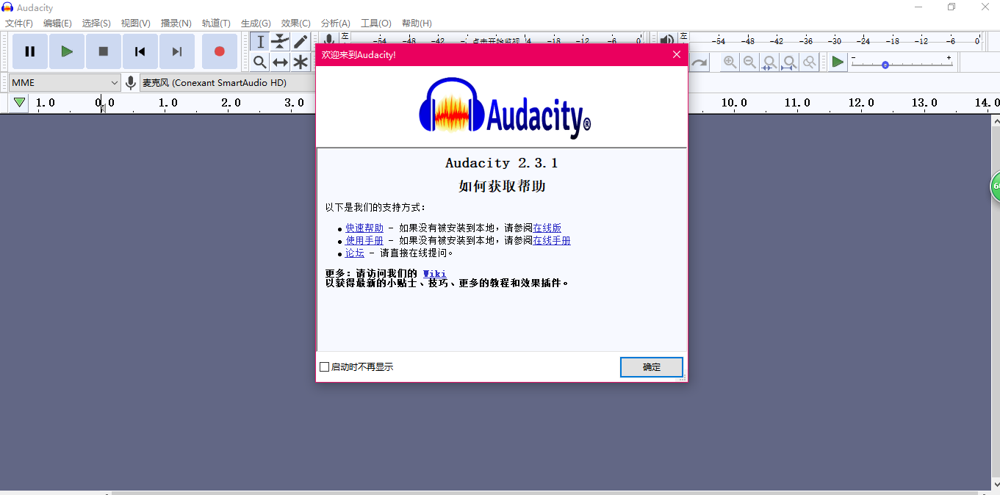 Audacity
文件(F) 编辑(E) 选择(S) 视图(V) 播录(N) 轨道(T) 生成(G) 效果(C) 分析(A) 工具(O) 帮助(H)
左
-54 -48 -42 点击开始监视 -18 -12 -6 0
左
-54 -48 -42 -36 -30 -24 -18 -12 -6 0
MME
麦克风 (Conexant SmartAudio HD)
1.0 0.0 1.0 2.0 3.0 10.0 11.0 12.0 13.0 14.0
欢迎来到Audacity!
Audacity®
Audacity 2.3.1
如何获取帮助
以下是我们的支持方式：
快速帮助 - 如果没有被安装到本地，请参阅在线版
使用手册 - 如果没有被安装到本地，请参阅在线手册
论坛 - 请直接在线提问。
更多：请访问我们的 Wiki
以获得最新的小贴士、技巧、更多的教程和效果插件。
启动时不再显示
确定